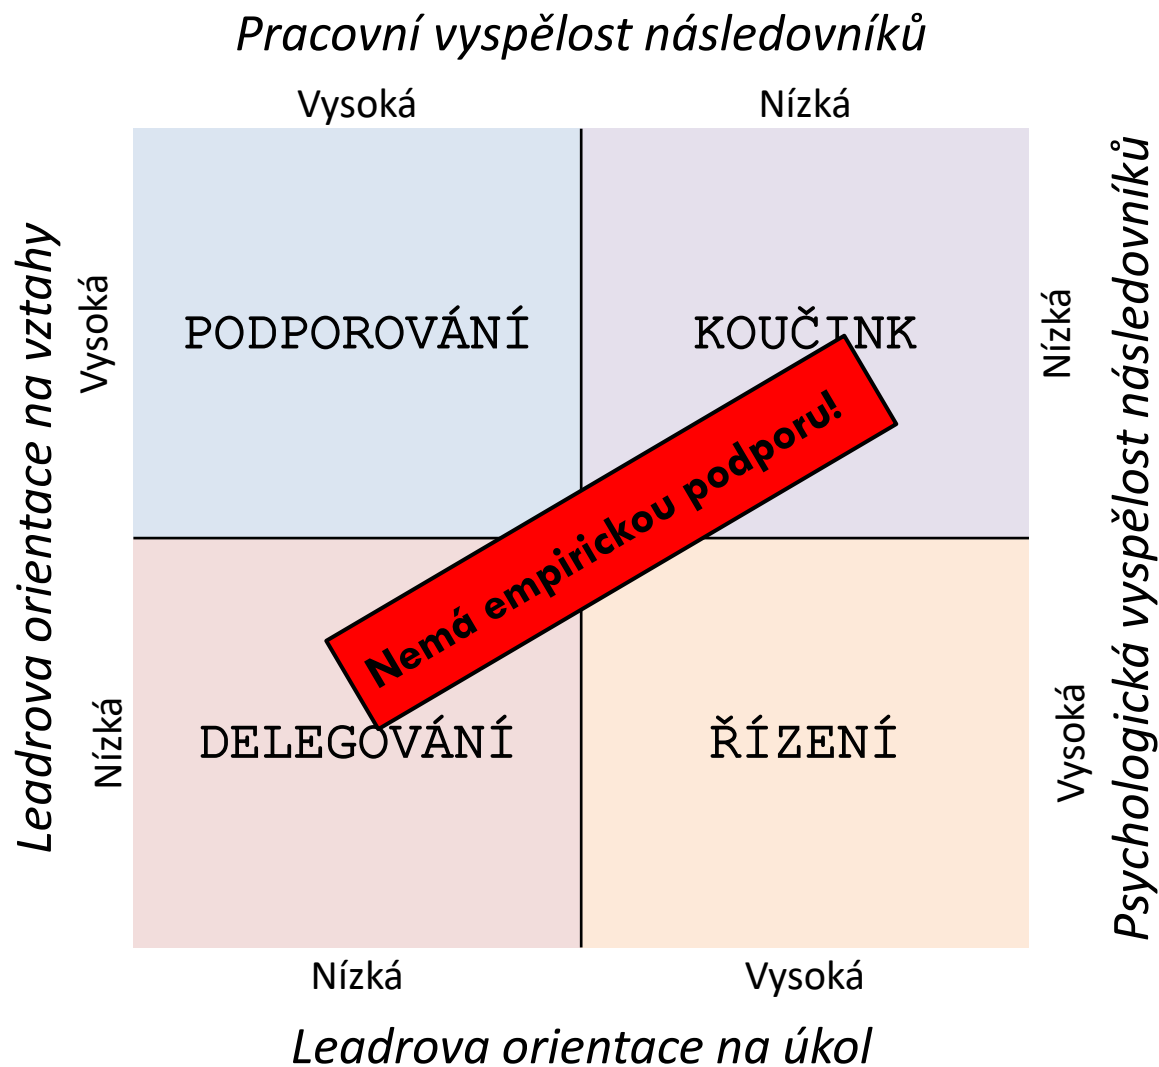 Pracovní vyspělost následovníků
Vysoká
Nízká
Leadrova orientace na vztahy
Vysoká
Nízká
PODPOROVÁNÍ
KOUČINK
Nemá empirickou podporu!
DELEGOVÁNÍ
ŘÍZENÍ
Nízká
Vysoká
Psychologická vyspělost následovníků
Nízká
Vysoká
Leadrova orientace na úkol